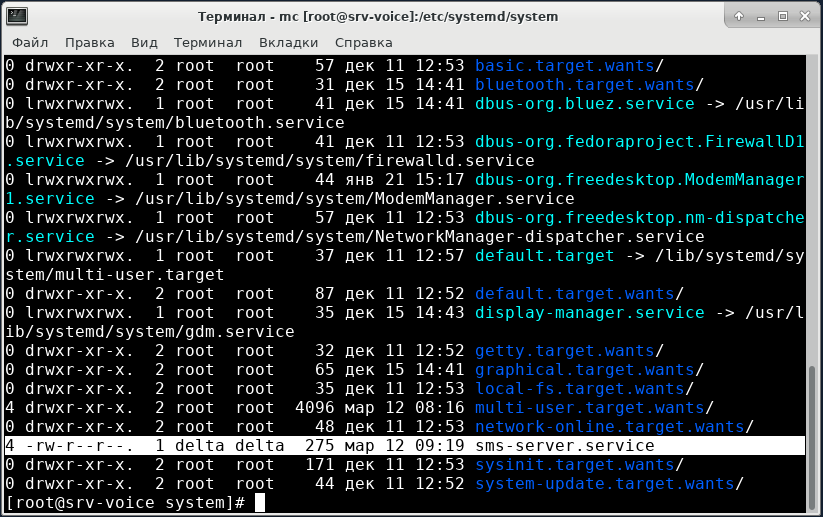 Терминал - mc [root@srv-voice]:/etc/systemd/system
Файл Правка Вид Терминал Вкладки Справка
0 drwxr-xr-x.  2 root  root    57 дек 11 12:53 basic.target.wants/
0 drwxr-xr-x.  2 root  root    31 дек 15 14:41 bluetooth.target.wants/
0 lrwxrwxrwx.  1 root  root    41 дек 15 14:41 dbus-org.bluez.service -> /usr/li
b/systemd/system/bluetooth.service
0 lrwxrwxrwx.  1 root  root    41 дек 11 12:53 dbus-org.fedoraproject.FirewallD1
.service -> /usr/lib/systemd/system/firewalld.service
0 lrwxrwxrwx.  1 root  root    44 янв 21 15:17 dbus-org.freedesktop.ModemManager
1.service -> /usr/lib/systemd/system/ModemManager.service
0 lrwxrwxrwx.  1 root  root    57 дек 11 12:53 dbus-org.freedesktop.nm-dispatche
r.service -> /usr/lib/systemd/system/NetworkManager-dispatcher.service
0 lrwxrwxrwx.  1 root  root    37 дек 11 12:57 default.target -> /lib/systemd/sy
stem/multi-user.target
0 drwxr-xr-x.  2 root  root    87 дек 11 12:52 default.target.wants/
0 lrwxrwxrwx.  1 root  root    35 дек 15 14:43 display-manager.service -> /usr/l
ib/systemd/system/gdm.service
0 drwxr-xr-x.  2 root  root    32 дек 11 12:52 getty.target.wants/
0 drwxr-xr-x.  2 root  root    65 дек 15 14:41 graphical.target.wants/
0 drwxr-xr-x.  2 root  root    35 дек 11 12:53 local-fs.target.wants/
4 drwxr-xr-x.  2 root  root  4096 мар 12 08:16 multi-user.target.wants/
0 drwxr-xr-x.  2 root  root    48 дек 11 12:53 network-online.target.wants/
4 -rw-r--r--.  1 delta delta  275 мар 12 09:19 sms-server.service
0 drwxr-xr-x.  2 root  root   171 дек 11 12:53 sysinit.target.wants/
0 drwxr-xr-x.  2 root  root    44 дек 11 12:52 system-update.target.wants/
[root@srv-voice system]#